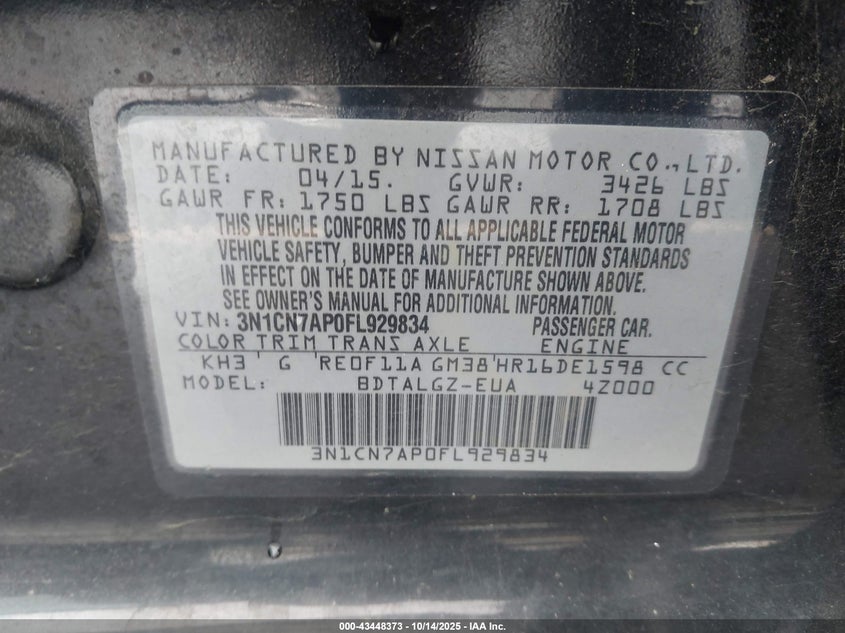 MANUFACTURED BY NISSAN MOTOR CO.,LTD.
DATE: 04/15. GVWR: 3426 LBS
GAWR FR: 1750 LBS GAWR RR: 1708 LBS
THIS VEHICLE CONFORMS TO ALL APPLICABLE FEDERAL MOTOR
VEHICLE SAFETY, BUMPER AND THEFT PREVENTION STANDARDS
IN EFFECT ON THE DATE OF MANUFACTURE SHOWN ABOVE.
SEE OWNER'S MANUAL FOR ADDITIONAL INFORMATION.
VIN: 3N1CN7AP0FL929834 PASSENGER CAR.
COLOR TRIM TRANS AXLE ENGINE
KH3 G RE0F11A GM38 HR16DE1598 CC
MODEL: BDTALGZ-EUA 4Z000
3N1CN7AP0FL929834
000-43448373 - 10/14/2025 - IAA Inc.